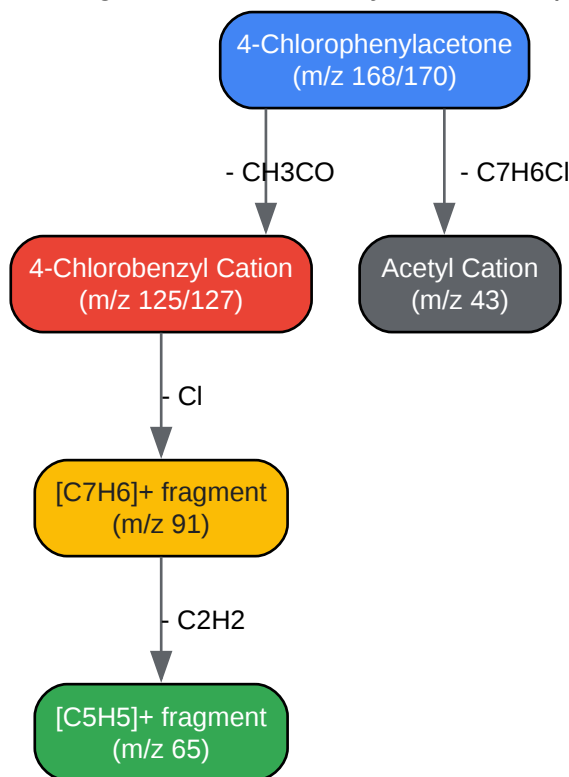 4-Chlorophenylacetone
(m/z 168/170)
- CH3CO
- C7H6Cl
4-Chlorobenzyl Cation
(m/z 125/127)
Acetyl Cation
(m/z 43)
- Cl
[C7H6]+ fragment
(m/z 91)
- C2H2
[C5H5]+ fragment
(m/z 65)